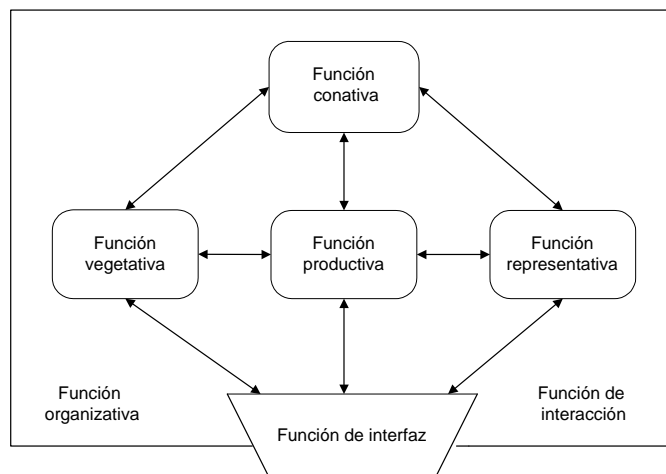 Función
conativa
Función
vegetativa
Función
productiva
Función
representativa
Función
organizativa
Función de
interacción
Función de interfaz